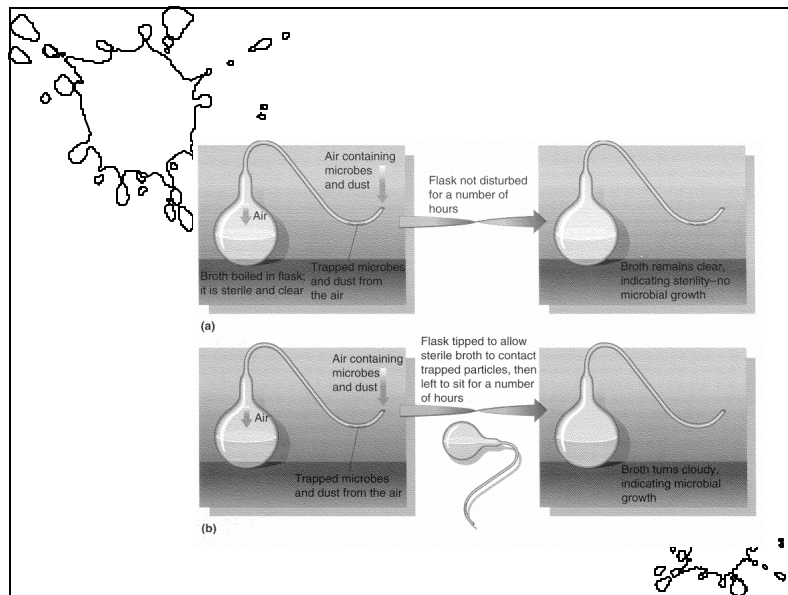 Air containing
microbes
and dust
Air
Broth boiled in flask;
it is sterile and clear
Trapped microbes
and dust from
the air
Flask not disturbed
for a number of
hours
Broth remains clear,
indicating sterility–no
microbial growth
(a)
Air containing
microbes
and dust
Air
Trapped microbes
and dust from the air
Flask tipped to allow
sterile broth to contact
trapped particles, then
left to sit for a number
of hours
Broth turns cloudy,
indicating microbial
growth
(b)